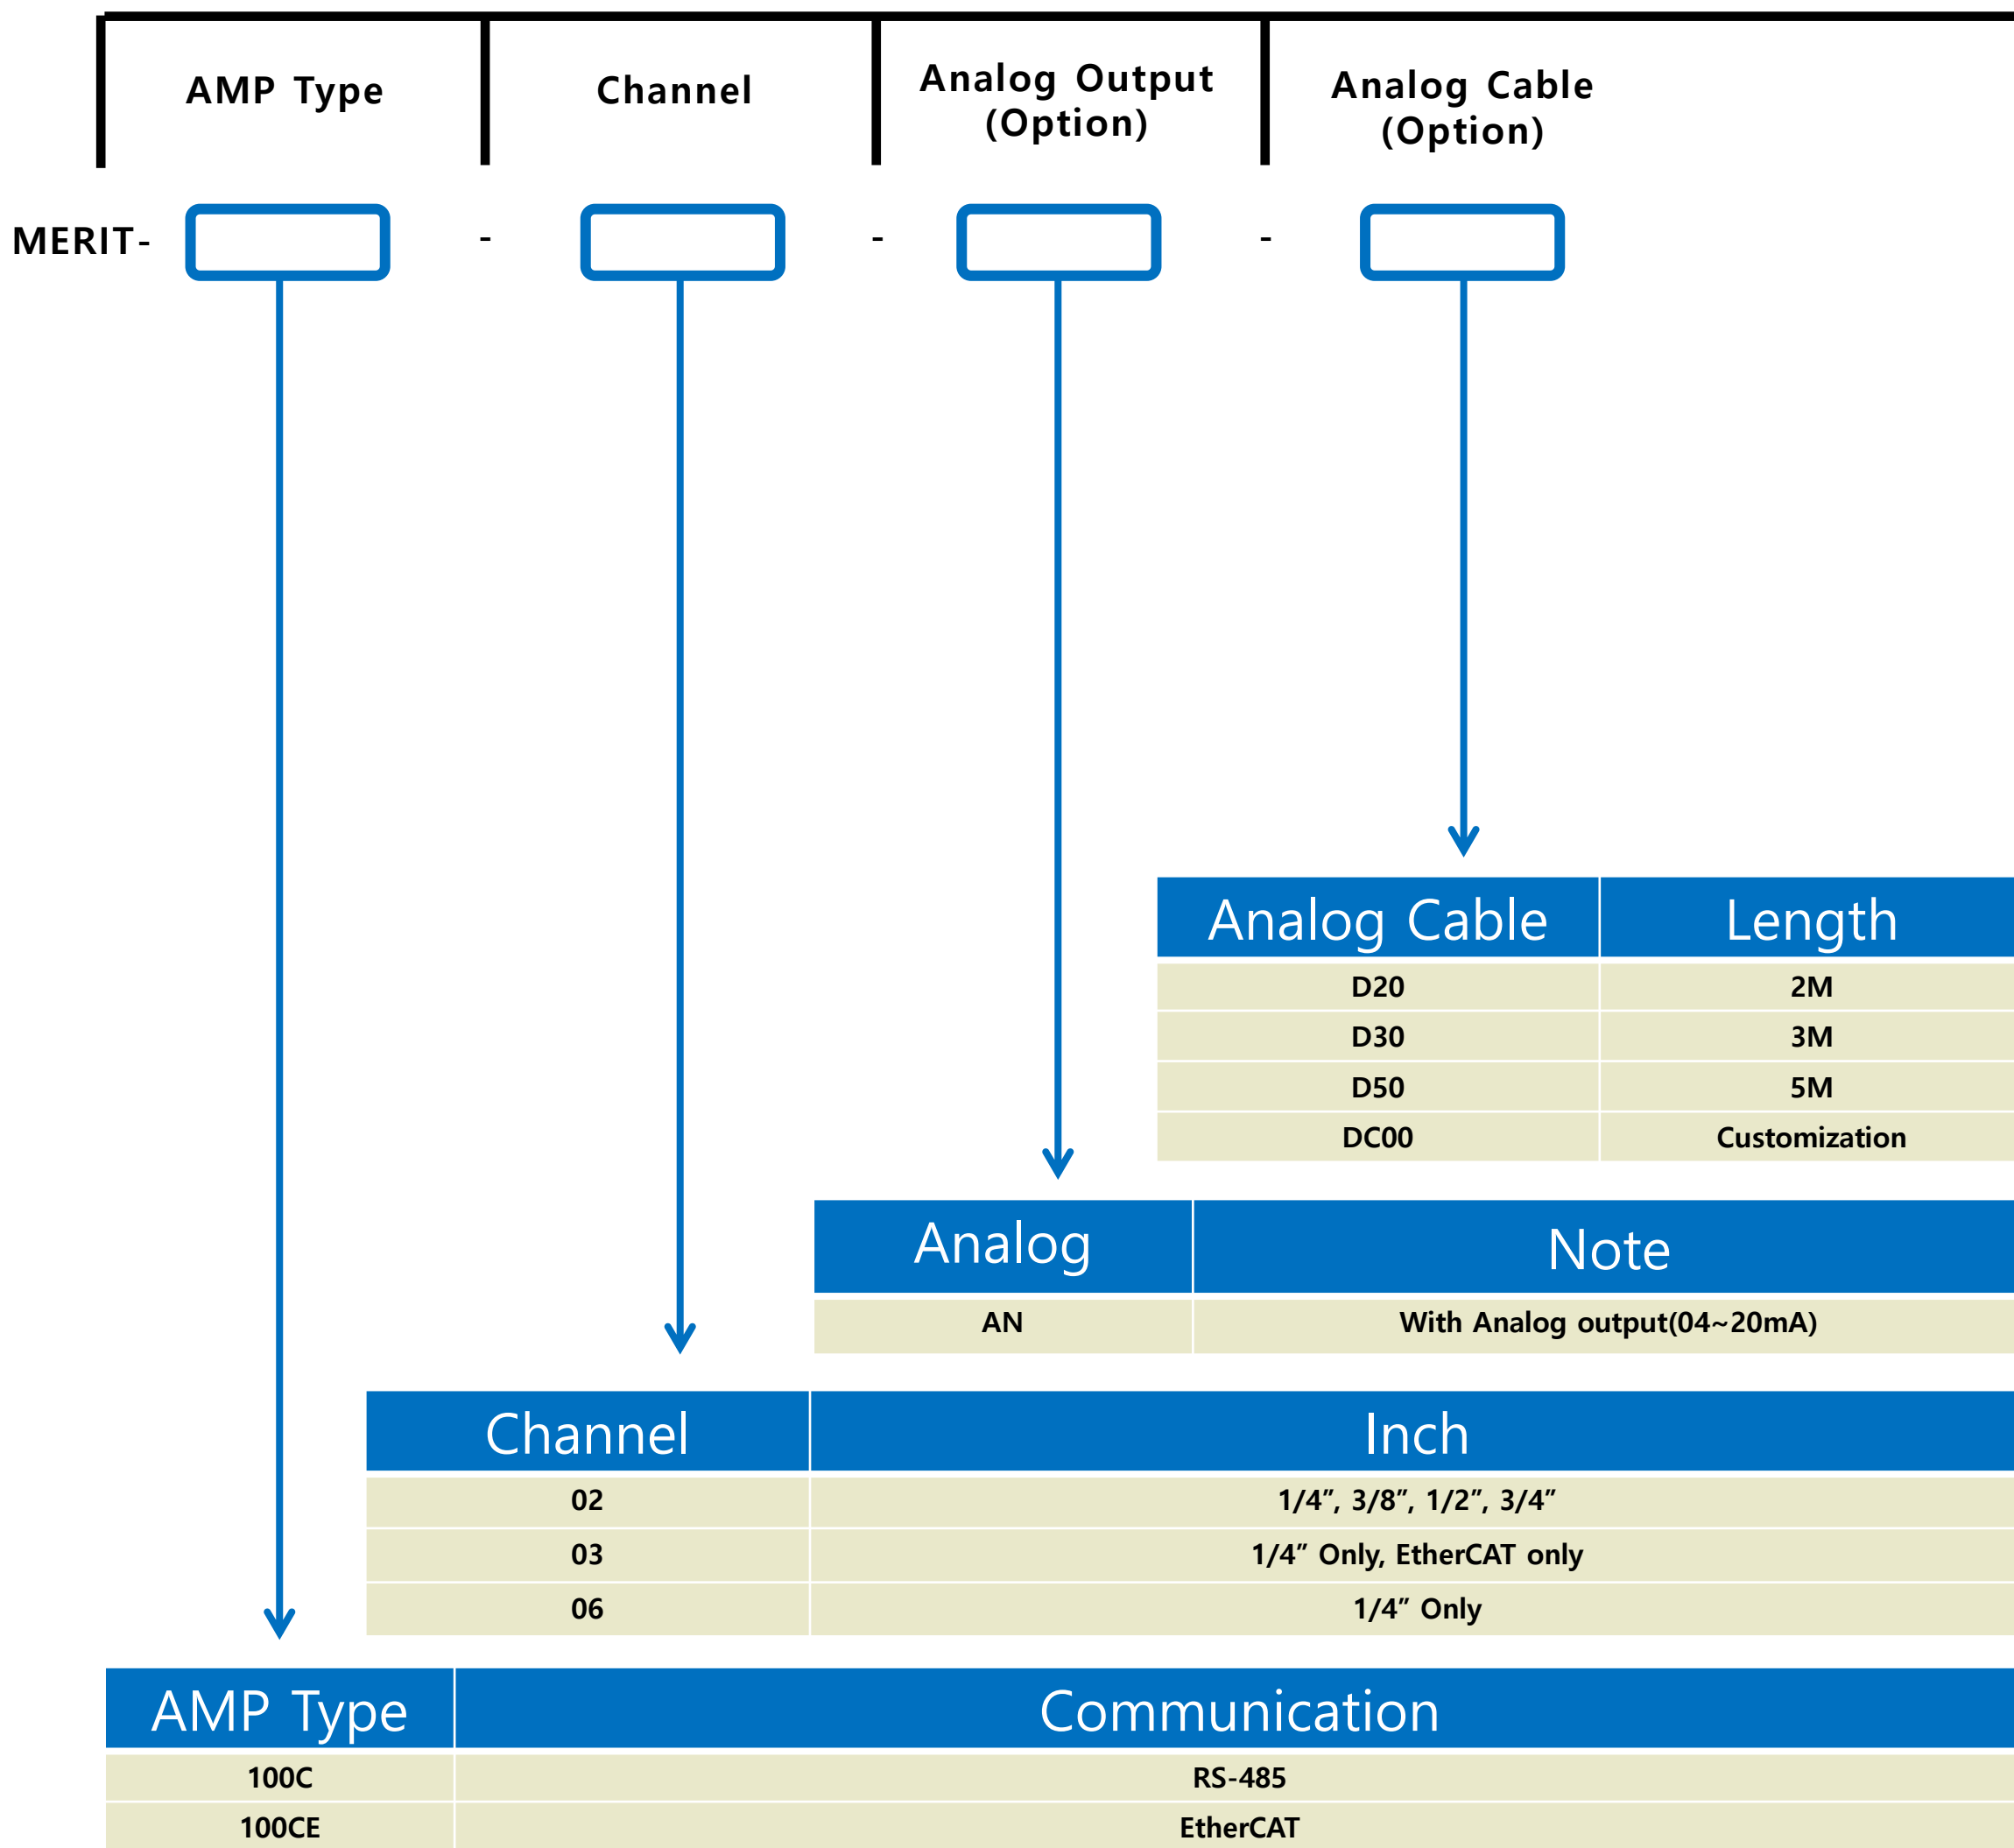 AMP Type
Channel
Analog Output
(Option)
Analog Cable
(Option)
MERIT-
-
-
-
Analog Cable Length
D20 2M
D30 3M
D50 5M
DC00 Customization
Analog Note
AN With Analog output(04~20mA)
Channel Inch
02 1/4”, 3/8”, 1/2”, 3/4”
03 1/4” Only, EtherCAT only
06 1/4” Only
AMP Type Communication
100C RS-485
100CE EtherCAT